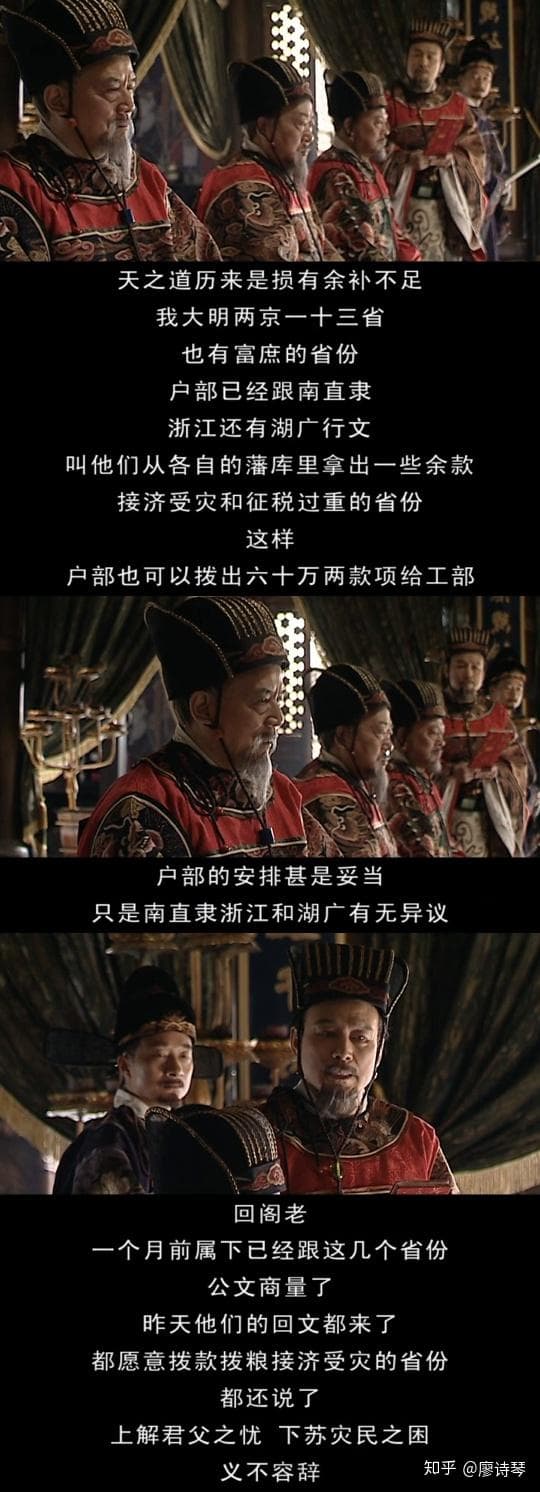 天之道历来是损有余补不足
我大明两京一十三省
也有富庶的省份
户部已经跟南直隶
浙江还有湖广行文
叫他们从各自的藩库里拿出一些余款
接济受灾和征税过重的省份
这样
户部也可以拨出六十万两款项给工部
户部的安排甚是妥当
只是南直隶浙江和湖广有无异议
回阁老
一个月前属下已经跟这几个省份
公文商量了
昨天他们的回文都来了
都愿意拨款拨粮接济受灾的省份
都还说了
上解君父之忧 下苏灾民之困
义不容辞
知乎 @廖诗琴